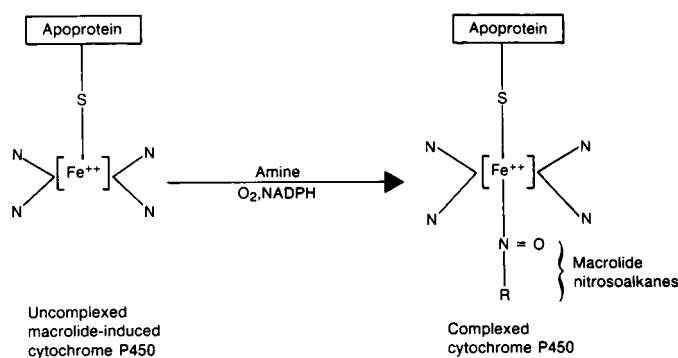 Apoprotein
S
N
N
[Fe++]
N
N
Uncomplexed
macrolide-induced
cytochrome P450
Amine
O2,NADPH
Apoprotein
S
N
N
[Fe++]
N
N
N = O
R
Macrolide
nitrosoalkanes
Complexed
cytochrome P450